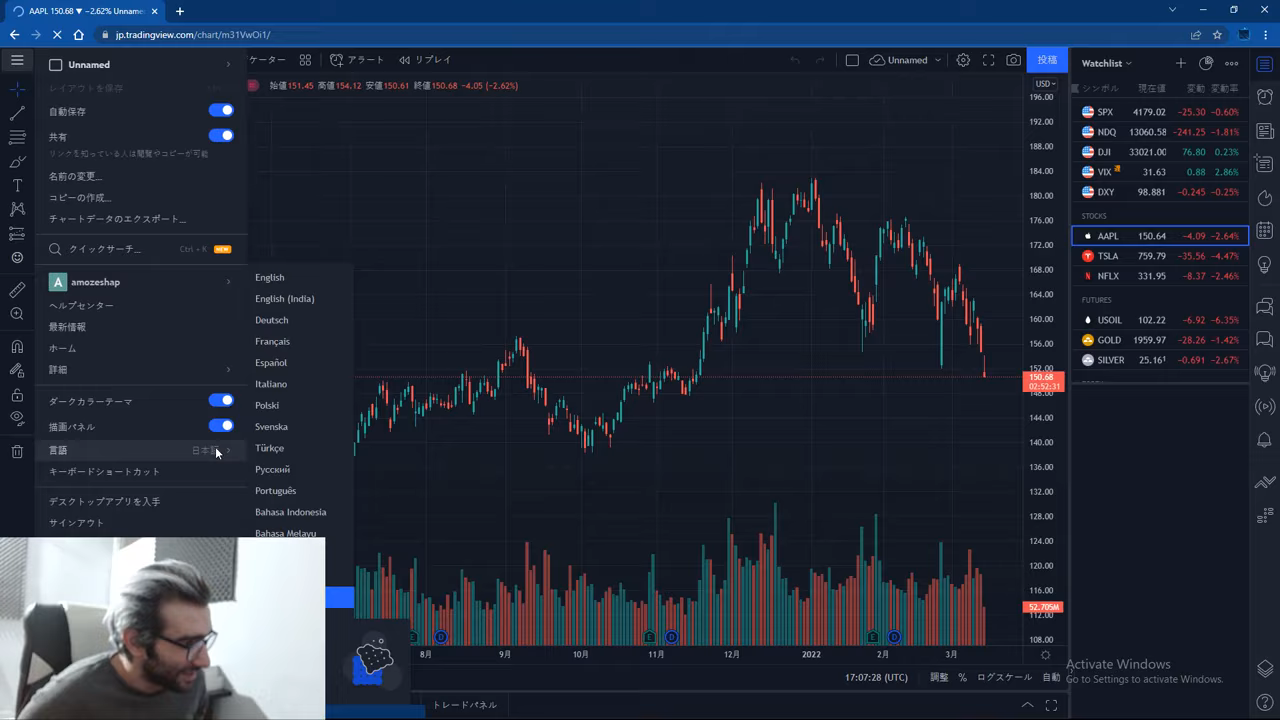 AAPL 150.68 ▼ −2.62% Unname
jp.tradingview.com/chart/m31VwOi1/
Unnamed
レイアウトを保存
自動保存
共有
リンクを知っている人は閲覧やコピーが可能
名前の変更...
コピーの作成...
チャートデータのエクスポート...
クイックサーチ... Ctrl + K NEW
A amozeshap
ヘルプセンター
最新情報
ホーム
詳細
ダークカラーテーマ
描画パネル
言語 日本語
キーボードショートカット
デスクトップアプリを入手
サインアウト
English
English (India)
Deutsch
Français
Español
Italiano
Polski
Svenska
Türkçe
Русский
Português
Bahasa Indonesia
Bahasa Melayu
ケーター アラート リプレイ
Unnamed 投稿
始値151.45 高値154.12 安値150.61 終値150.68 −4.05 (−2.62%)
USD
196.00
192.00
188.00
184.00
180.00
176.00
172.00
168.00
164.00
160.00
156.00
152.00
150.68
02:52:31
148.00
144.00
140.00
136.00
132.00
128.00
124.00
120.00
116.00
112.00
52.705M
108.00
E D E D E D
8月 9月 10月 11月 12月 2022 2月 3月
17:07:28 (UTC) 調整 % ログスケール 自動
トレードパネル
Watchlist
シンボル 現在値 変動 変動率
SPX 4179.02 −25.30 −0.60%
NDQ 13060.58 −241.25 −1.81%
DJI 33021.00 76.80 0.23%
VIX 31.63 0.88 2.86%
DXY 98.881 −0.245 −0.25%
STOCKS
AAPL 150.64 −4.09 −2.64%
TSLA 759.79 −35.56 −4.47%
NFLX 331.95 −8.37 −2.46%
FUTURES
USOIL 102.22 −6.92 −6.35%
GOLD 1959.97 −28.26 −1.42%
SILVER 25.161 −0.691 −2.67%
Activate Windows
Go to Settings to activate Windows.